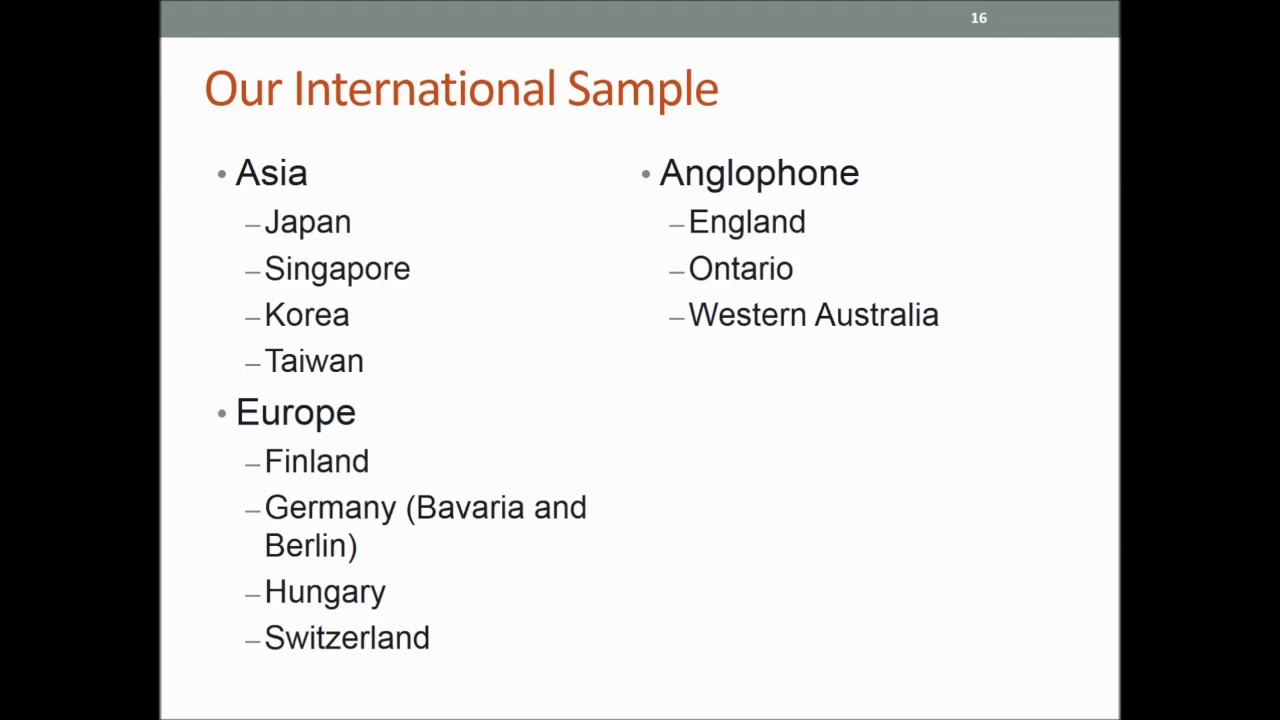 16
Our International Sample
• Asia
– Japan
– Singapore
– Korea
– Taiwan
• Europe
– Finland
– Germany (Bavaria and
Berlin)
– Hungary
– Switzerland
• Anglophone
– England
– Ontario
– Western Australia